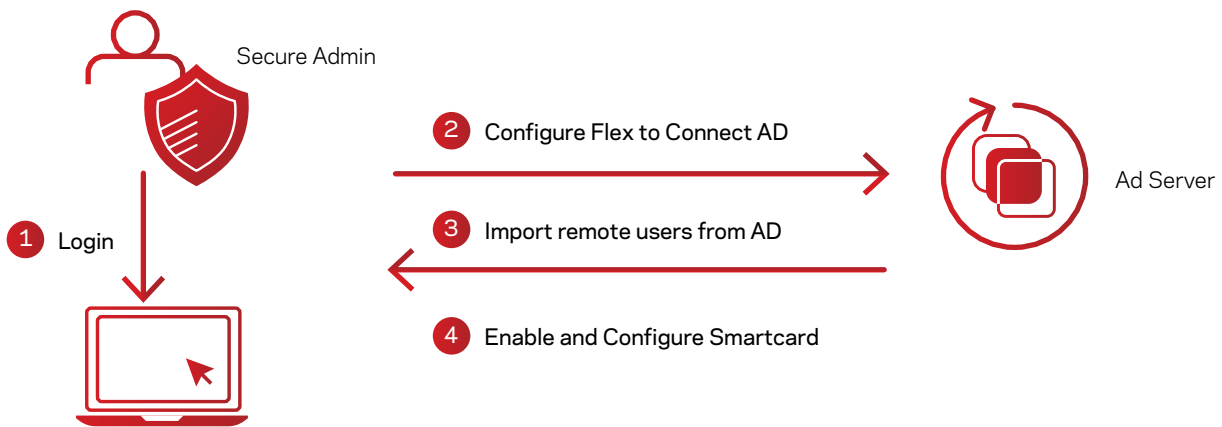 Secure Admin
2 Configure Flex to Connect AD
Ad Server
3 Import remote users from AD
1 Login
4 Enable and Configure Smartcard